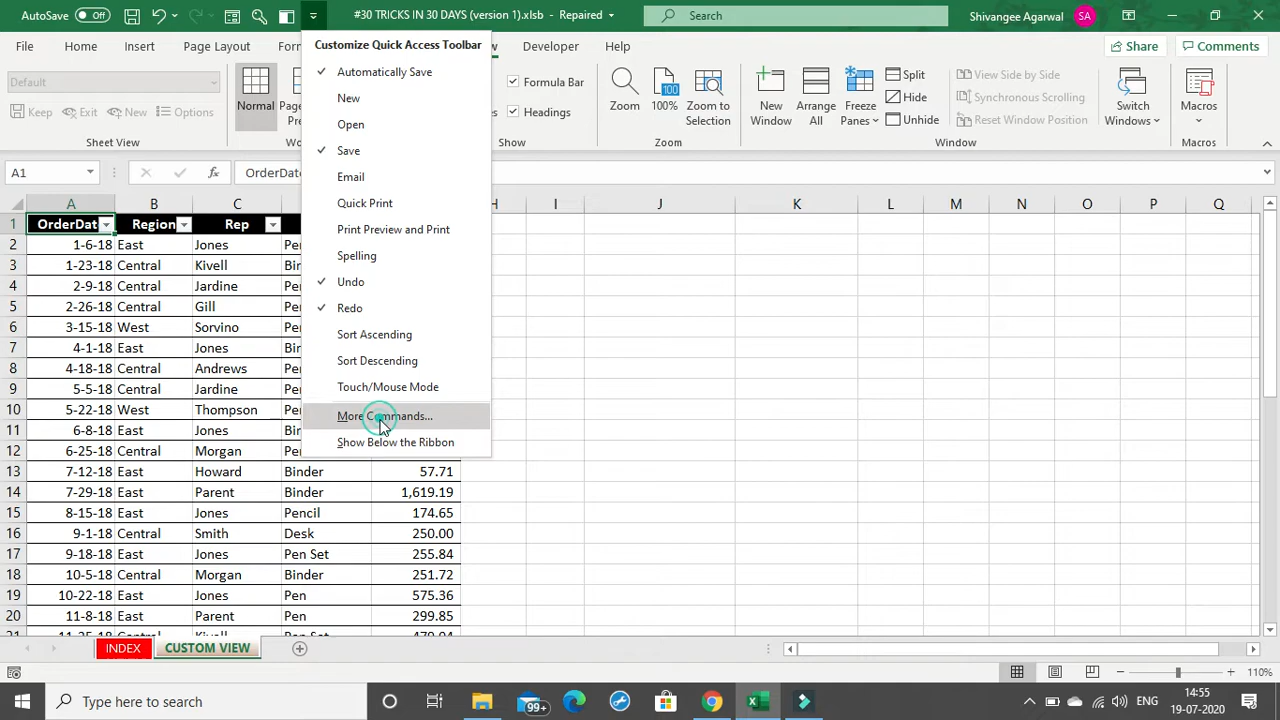 AutoSave Off #30 TRICKS IN 30 DAYS (version 1).xlsb - Repaired Search Shivangee Agarwal SA
File Home Insert Page Layout Form w Developer Help Share Comments
Customize Quick Access Toolbar
Automatically Save
New
Open
Save
Email
Quick Print
Print Preview and Print
Spelling
Undo
Redo
Sort Ascending
Sort Descending
Touch/Mouse Mode
More Commands...
Show Below the Ribbon
Default
Keep Exit New Options
Sheet View
Normal
Page
Pre
Wo
Formula Bar
Headings
Show
Zoom
100
100%
Zoom to
Selection
Zoom
New
Window
Arrange
All
Freeze
Panes
Split
Hide
Unhide
View Side by Side
Synchronous Scrolling
Reset Window Position
Switch
Windows
Window
Macros
Macros
A1 fx OrderDate
A B C H I J K L M N O P Q
1 OrderDat Region Rep
2 1-6-18 East Jones Pe
3 1-23-18 Central Kivell Bin
4 2-9-18 Central Jardine Pe
5 2-26-18 Central Gill Pe
6 3-15-18 West Sorvino Pe
7 4-1-18 East Jones Bin
8 4-18-18 Central Andrews Pe
9 5-5-18 Central Jardine Pe
10 5-22-18 West Thompson Pe
11 6-8-18 East Jones Bin
12 6-25-18 Central Morgan Pe
13 7-12-18 East Howard Binder 57.71
14 7-29-18 East Parent Binder 1,619.19
15 8-15-18 East Jones Pencil 174.65
16 9-1-18 Central Smith Desk 250.00
17 9-18-18 East Jones Pen Set 255.84
18 10-5-18 Central Morgan Binder 251.72
19 10-22-18 East Jones Pen 575.36
20 11-8-18 East Parent Pen 299.85
21 11-25-18 Central Kivell Pen Set 479.04
INDEX CUSTOM VIEW
110%
Type here to search 99+ ENG 14:55
19-07-2020